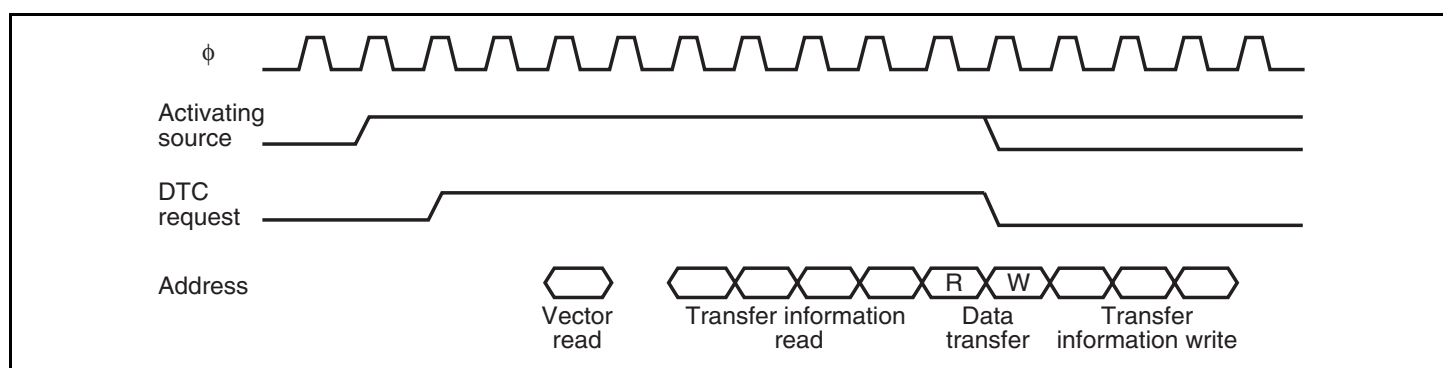 ϕ
Activating
source
DTC
request
Address
R W
Vector
read
Transfer information
read
Data
transfer
Transfer
information write